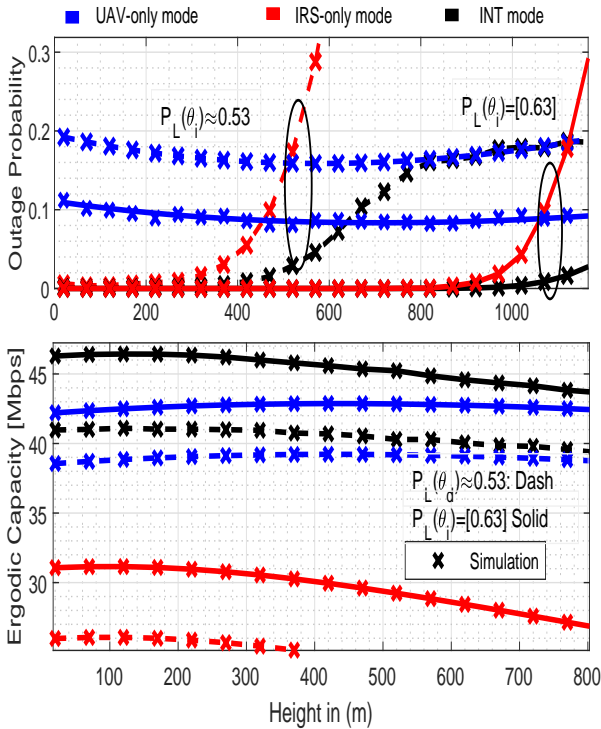 UAV-only mode IRS-only mode INT mode
0.3
0.2
0.1
0
Outage Probability
P_L(θ_i)≈0.53
P_L(θ_i)=[0.63]
0 200 400 600 800 1000
45
40
35
30
Ergodic Capacity [Mbps]
P_L(θ_d)≈0.53: Dash
P_L(θ_i)=[0.63] Solid
Simulation
100 200 300 400 500 600 700 800
Height in (m)